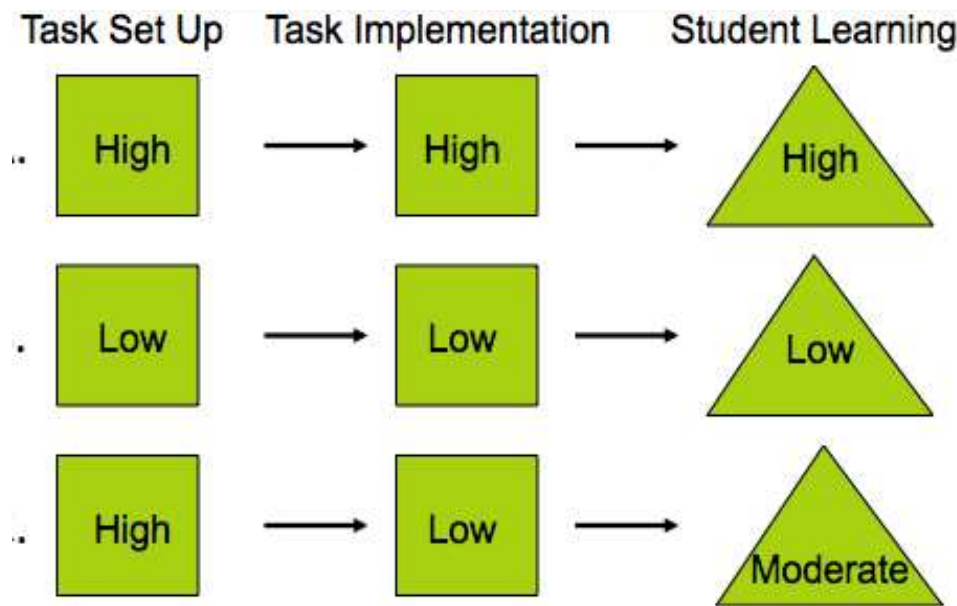 Task Set Up Task Implementation Student Learning
. High High High
. Low Low Low
. High Low Moderate